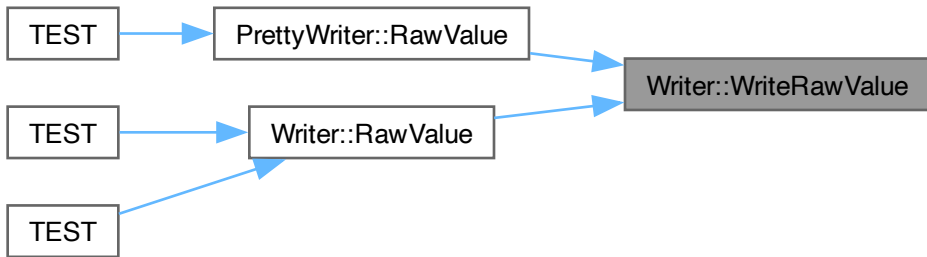 TEST
PrettyWriter::RawValue
Writer::WriteRawValue
TEST
Writer::RawValue
TEST